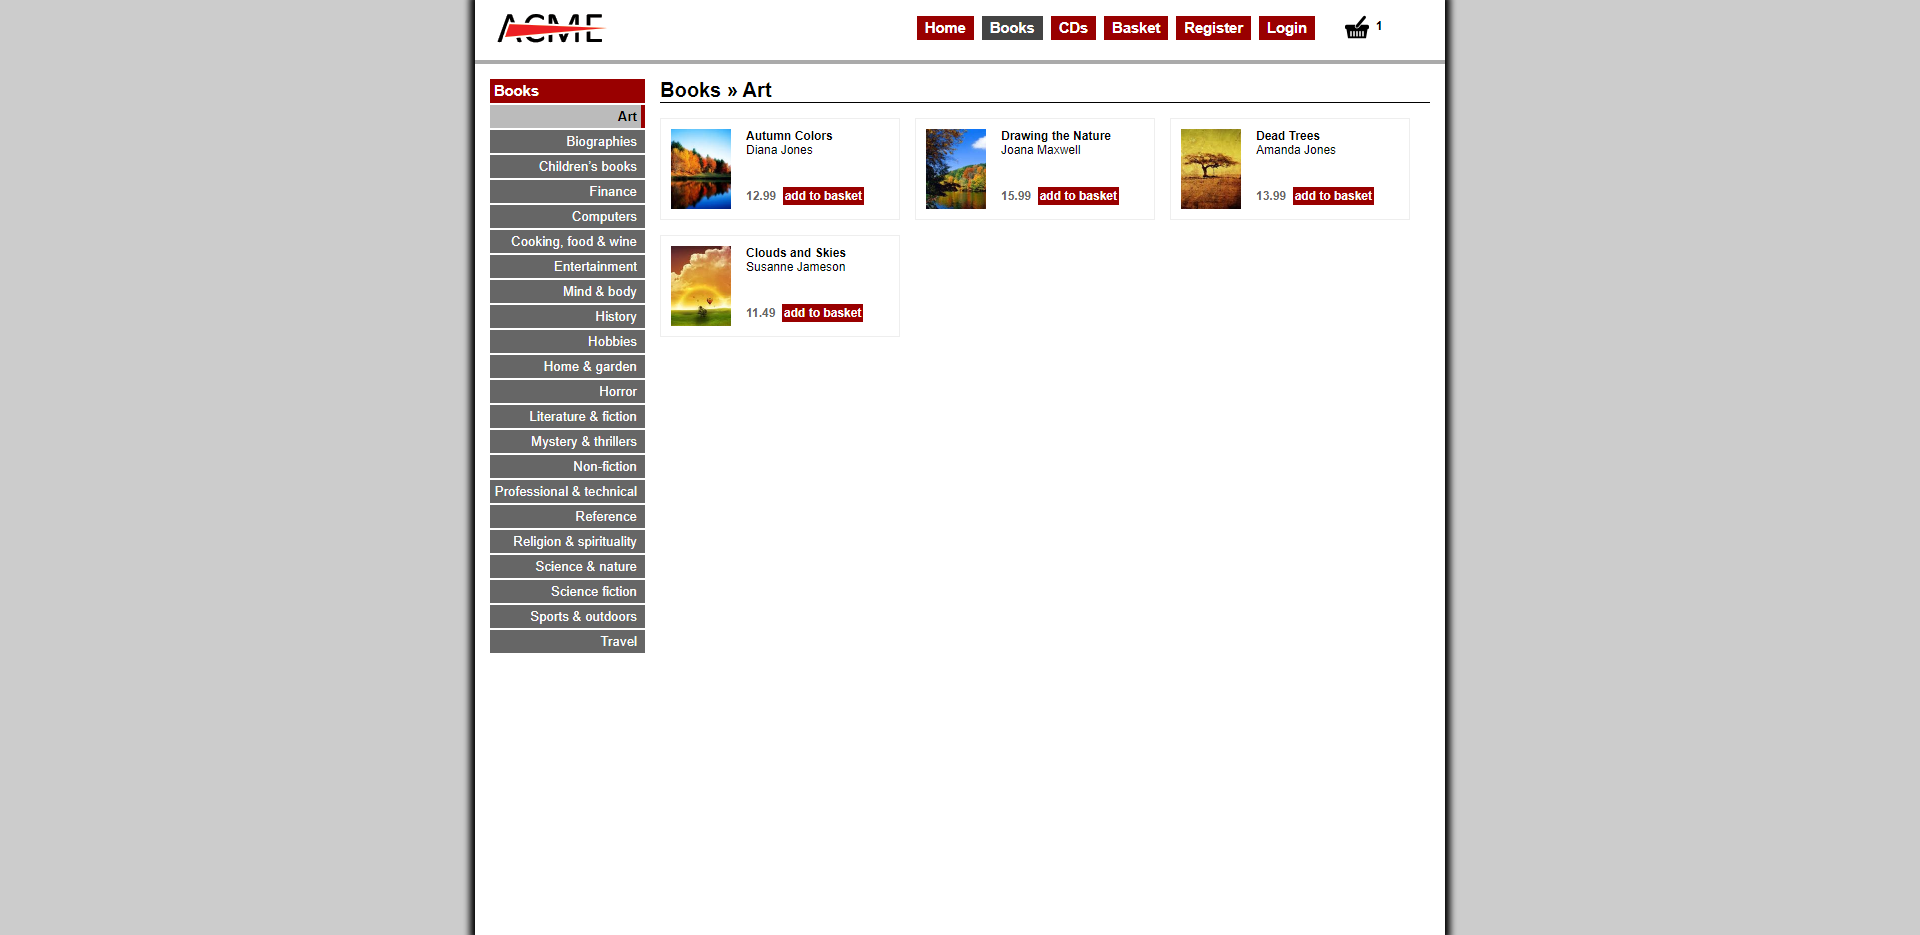 ACME
Home Books CDs Basket Register Login 1
Books
Art
Biographies
Children's books
Finance
Computers
Cooking, food & wine
Entertainment
Mind & body
History
Hobbies
Home & garden
Horror
Literature & fiction
Mystery & thrillers
Non-fiction
Professional & technical
Reference
Religion & spirituality
Science & nature
Science fiction
Sports & outdoors
Travel
Books » Art
Autumn Colors
Diana Jones
12.99 add to basket
Drawing the Nature
Joana Maxwell
15.99 add to basket
Dead Trees
Amanda Jones
13.99 add to basket
Clouds and Skies
Susanne Jameson
11.49 add to basket